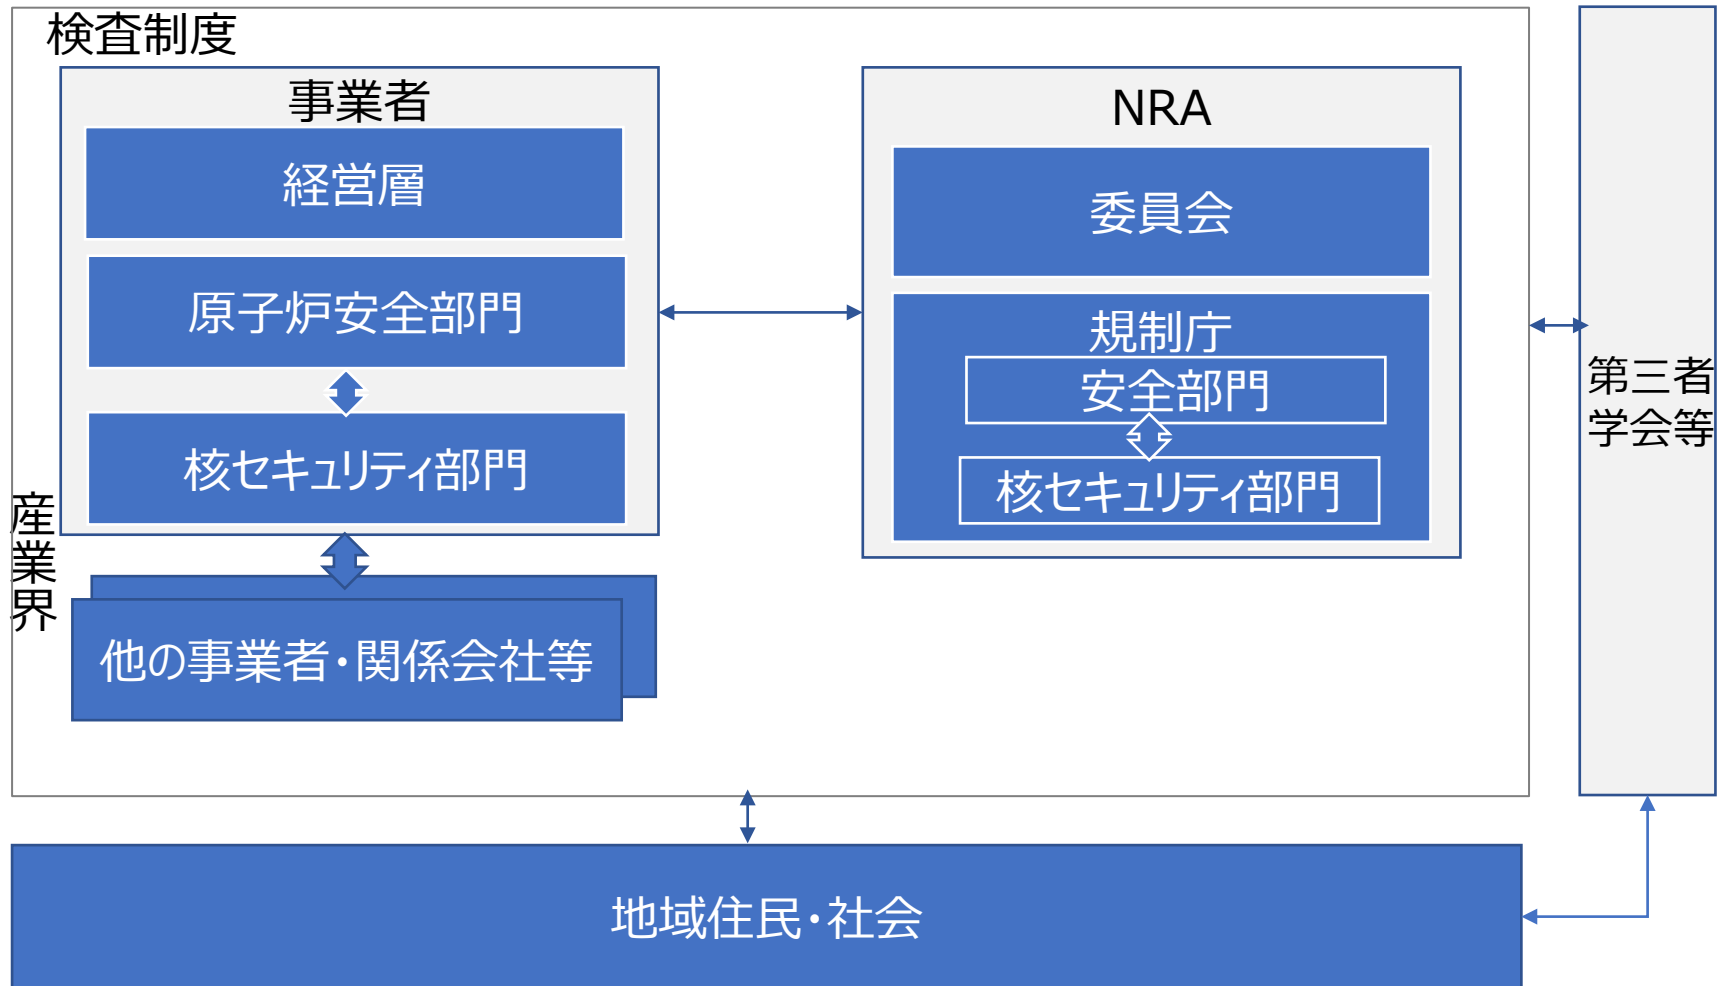 検査制度
事業者
経営層
原子炉安全部門
核セキュリティ部門
産業界
他の事業者・関係会社等
NRA
委員会
規制庁
安全部門
核セキュリティ部門
第三者
学会等
地域住民・社会